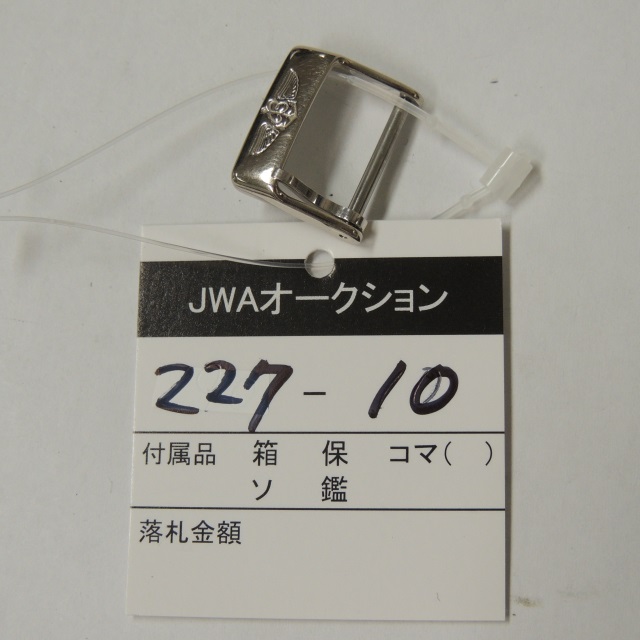 JWAオークション
227-10
付属品 箱 保 コマ( )
ソ 鑑
落札金額